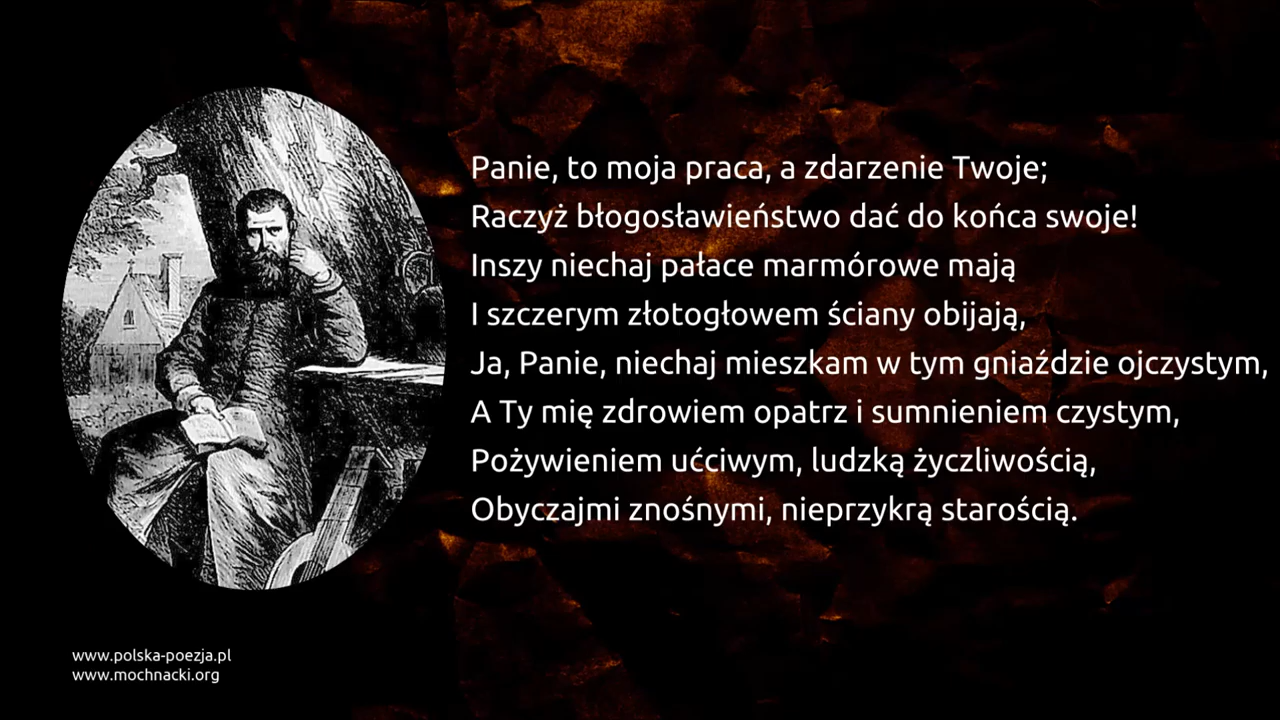 Panie, to moja praca, a zdarzenie Twoje;
Raczyż błogosławieństwo dać do końca swoje!
Inszy niechaj pałace marmórowe mają
I szczerym złotogłowem ściany obijają,
Ja, Panie, niechaj mieszkam w tym gniaździe ojczystym,
A Ty mię zdrowiem opatrz i sumnieniem czystym,
Pożywieniem ućciwym, ludzką życzliwością,
Obyczajmi znośnymi, nieprzykrą starością.
www.polska-poezja.pl
www.mochnacki.org